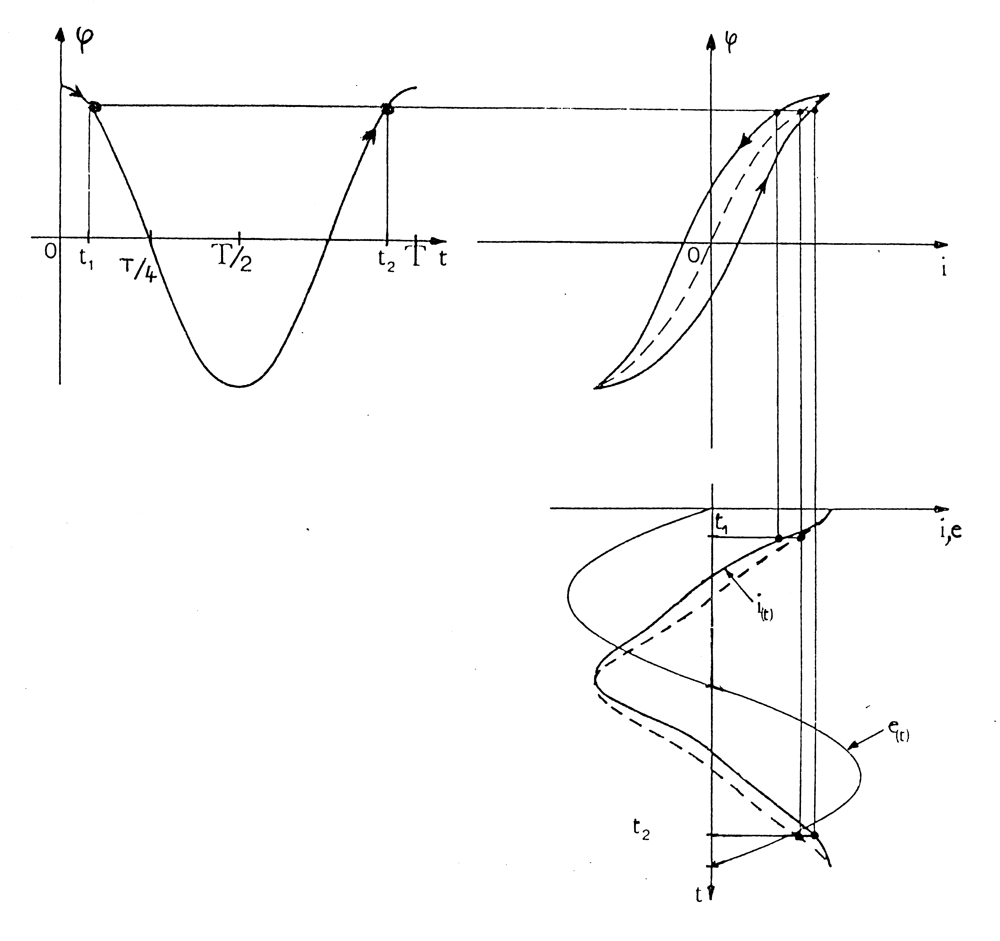 φ
φ
0 t₁ T/4 T/2 t₂ T t
0 i
t₁ i,e
i(t)
e(t)
t₂
t